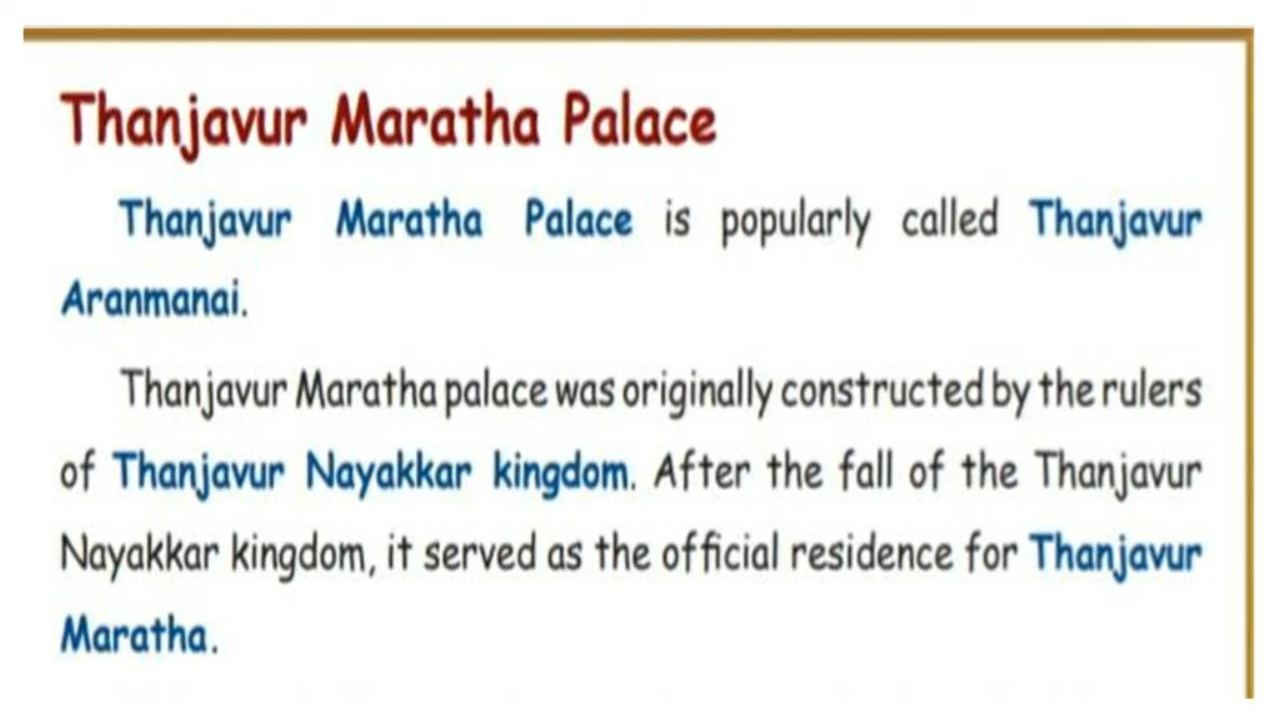 Thanjavur Maratha Palace
Thanjavur Maratha Palace is popularly called Thanjavur
Aranmanai.
Thanjavur Maratha palace was originally constructed by the rulers
of Thanjavur Nayakkar kingdom. After the fall of the Thanjavur
Nayakkar kingdom, it served as the official residence for Thanjavur
Maratha.